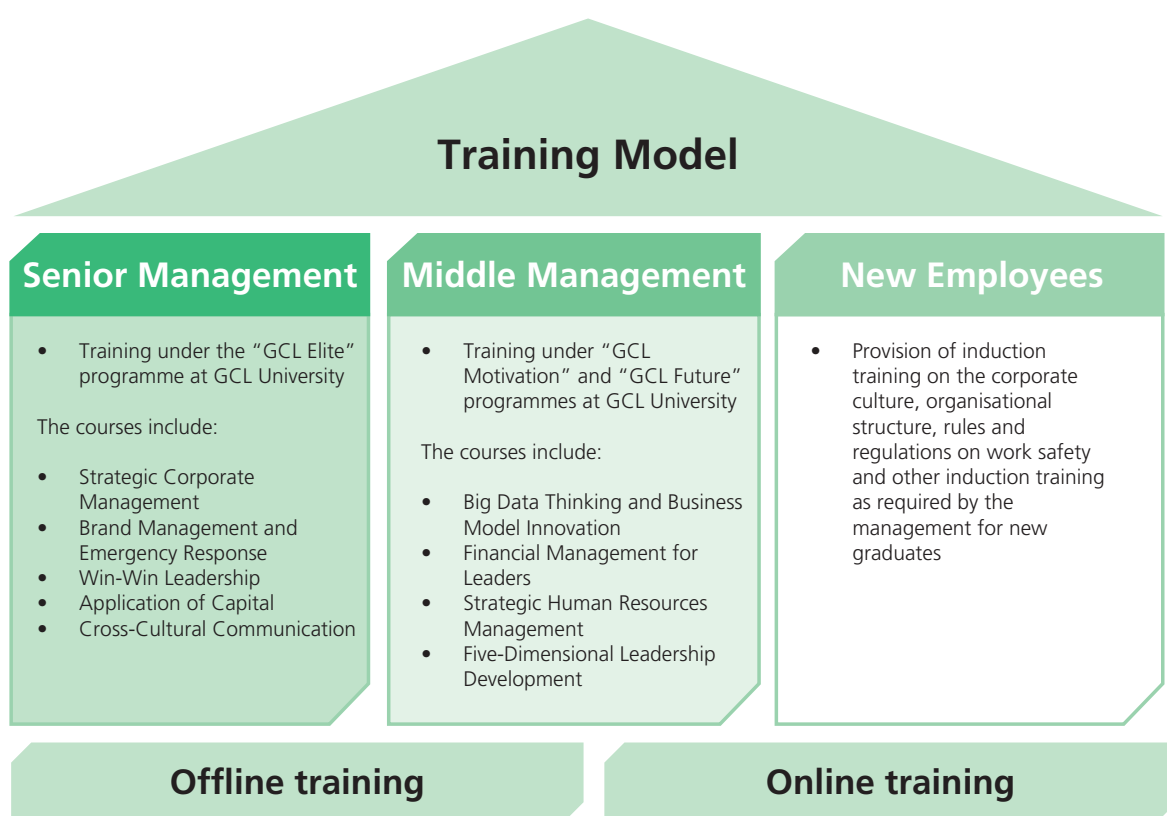 Training Model
Senior Management
• Training under the “GCL Elite”
programme at GCL University
The courses include:
• Strategic Corporate
Management
• Brand Management and
Emergency Response
• Win-Win Leadership
• Application of Capital
• Cross-Cultural Communication
Middle Management
• Training under “GCL
Motivation” and “GCL Future”
programmes at GCL University
The courses include:
• Big Data Thinking and Business
Model Innovation
• Financial Management for
Leaders
• Strategic Human Resources
Management
• Five-Dimensional Leadership
Development
New Employees
• Provision of induction
training on the corporate
culture, organisational
structure, rules and
regulations on work safety
and other induction training
as required by the
management for new
graduates
Offline training
Online training